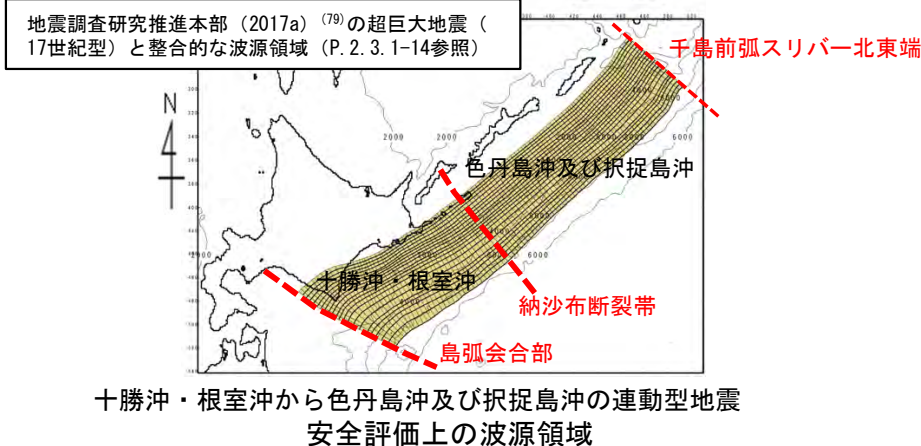 地震調査研究推進本部（2017a）(79)の超巨大地震（
17世紀型）と整合的な波源領域（P.2.3.1-14参照）
千島前弧スリバー北東端
N
色丹島沖及び択捉島沖
十勝沖・根室沖
納沙布断裂帯
島弧会合部
2000
2000
6000
6000
十勝沖・根室沖から色丹島沖及び択捉島沖の連動型地震
安全評価上の波源領域